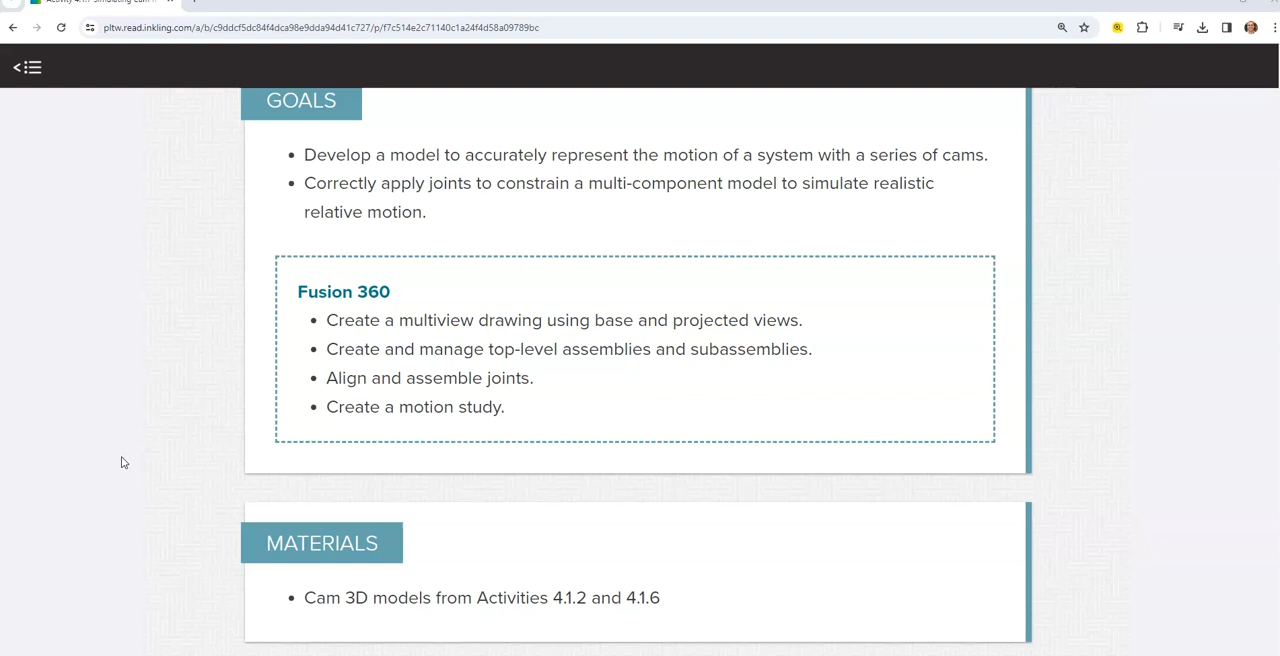 pltw.read.inkling.com/a/b/c9ddcf5dc84f4dca98e9dda94d41c727/p/f7c514e2c71140c1a24f4d58a09789bc
GOALS
• Develop a model to accurately represent the motion of a system with a series of cams.
• Correctly apply joints to constrain a multi-component model to simulate realistic
relative motion.
Fusion 360
• Create a multiview drawing using base and projected views.
• Create and manage top-level assemblies and subassemblies.
• Align and assemble joints.
• Create a motion study.
MATERIALS
• Cam 3D models from Activities 4.1.2 and 4.1.6